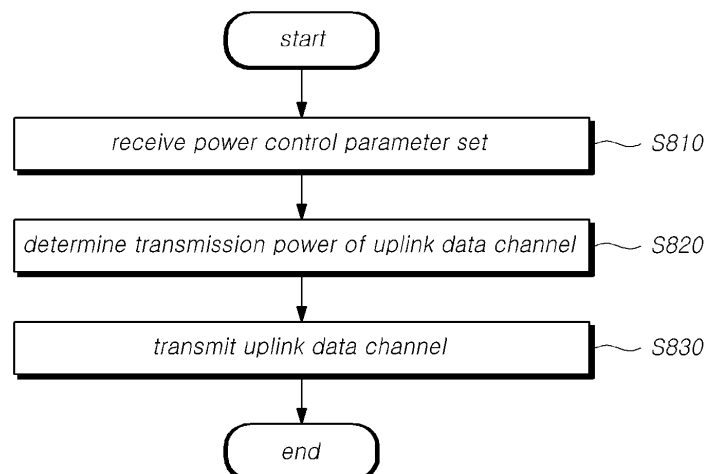 start
receive power control parameter set
S810
determine transmission power of uplink data channel
S820
transmit uplink data channel
S830
end